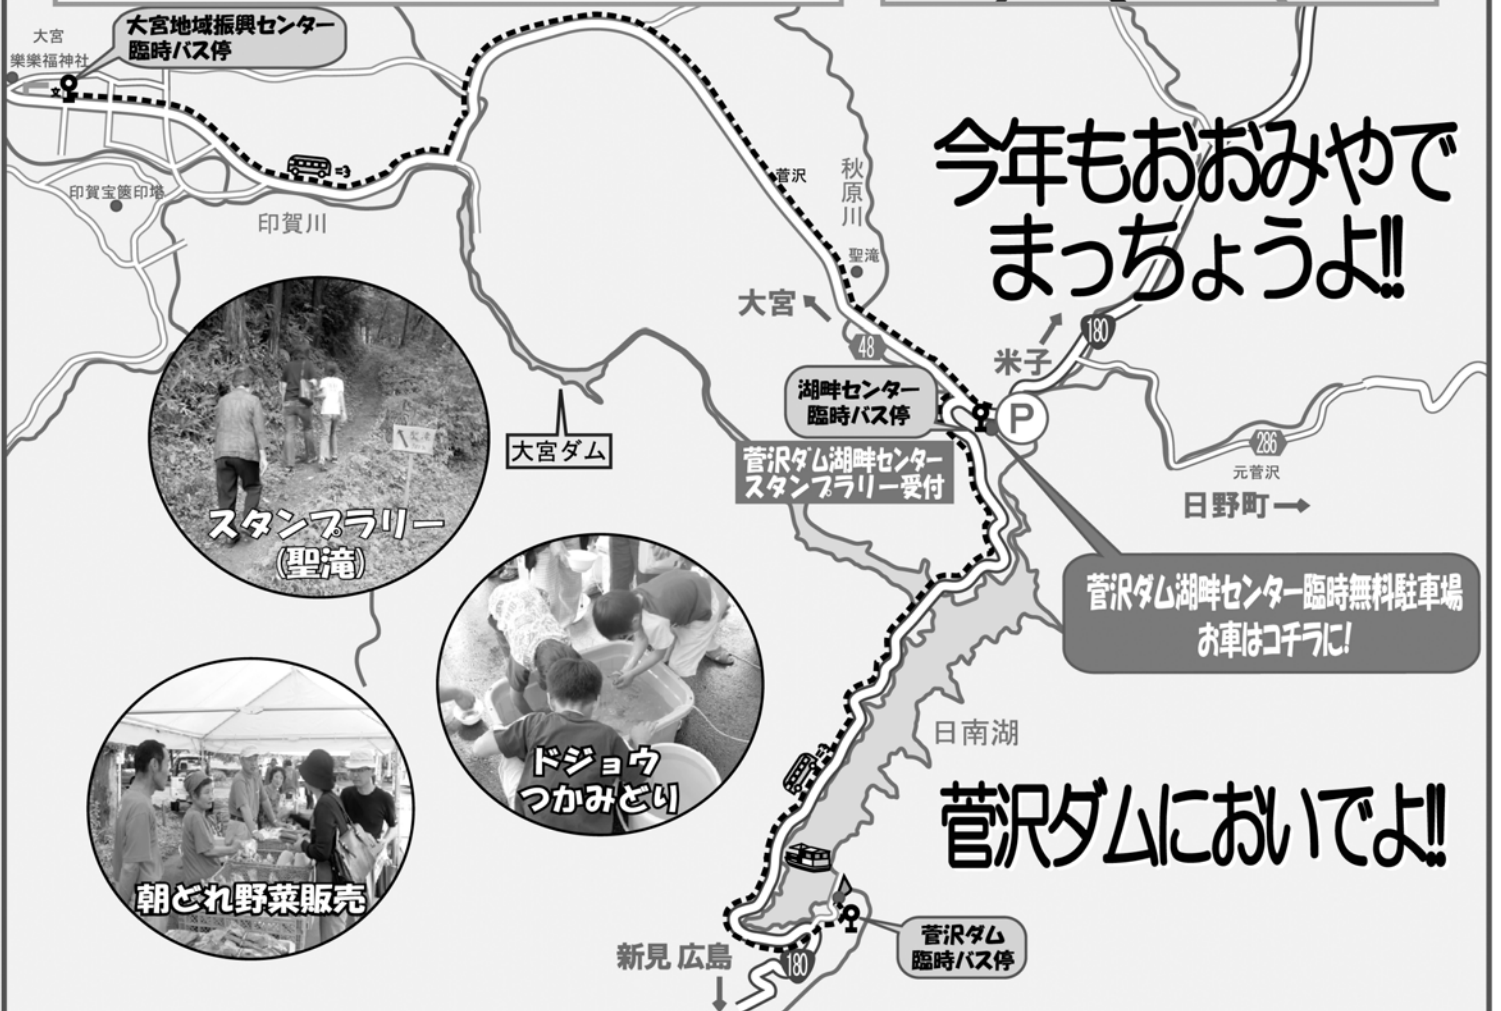 大宮地域振興センター
臨時バス停
大宮
樂樂福神社
印賀宝篋印塔
印賀川
菅沢
秋原川
聖滝
今年もおおみやで
まっちょうよ!!
大宮
48
米子
180
湖畔センター
臨時バス停
P
菅沢ダム湖畔センター
スタンプラリー受付
286
元菅沢
日野町
大宮ダム
スタンプラリー
(聖滝)
菅沢ダム湖畔センター臨時無料駐車場
お車はコチラに!
ドジョウ
つかみどり
日南湖
朝どれ野菜販売
菅沢ダムにおいでよ!!
菅沢ダム
臨時バス停
新見 広島
180